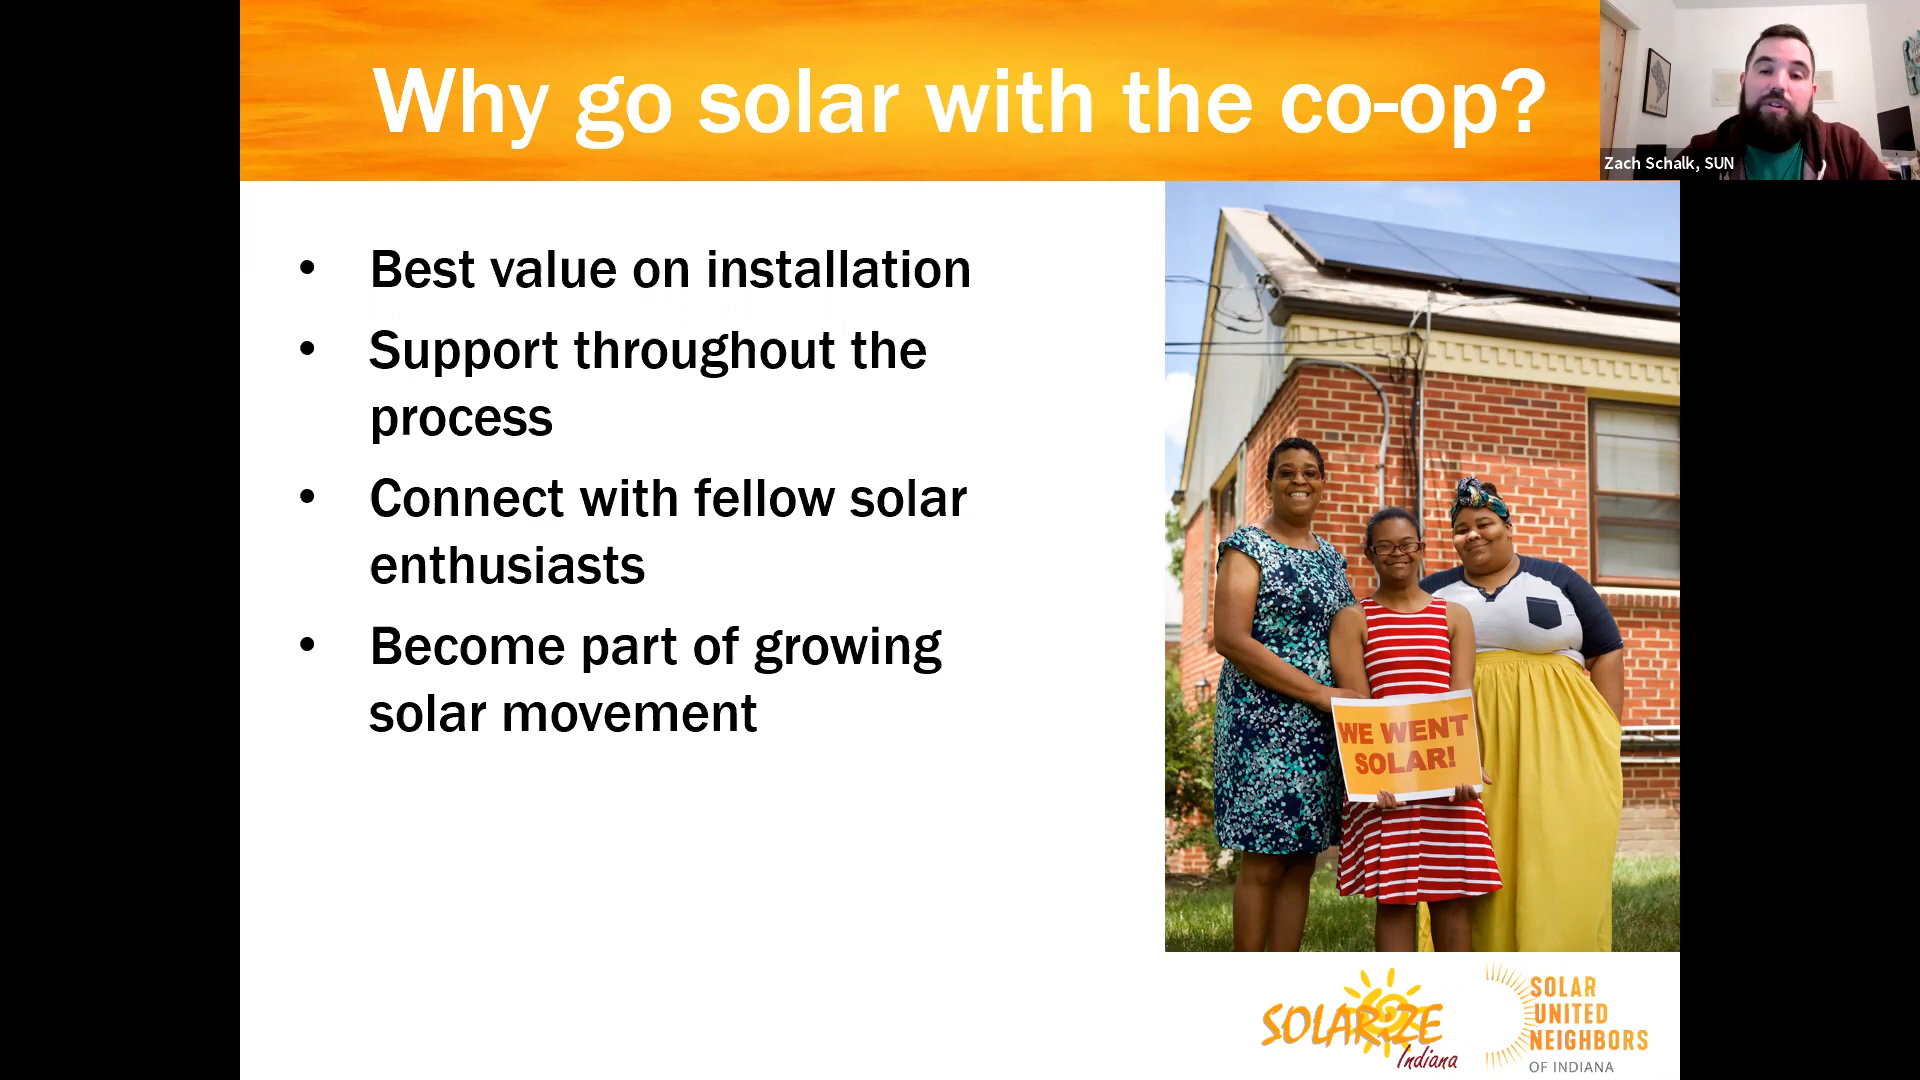 Why go solar with the co-op?
Zach Schalk, SUN
• Best value on installation
• Support throughout the
process
• Connect with fellow solar
enthusiasts
• Become part of growing
solar movement
WE WENT
SOLAR!
SOLARIZE
Indiana
SOLAR
UNITED
NEIGHBORS
OF INDIANA